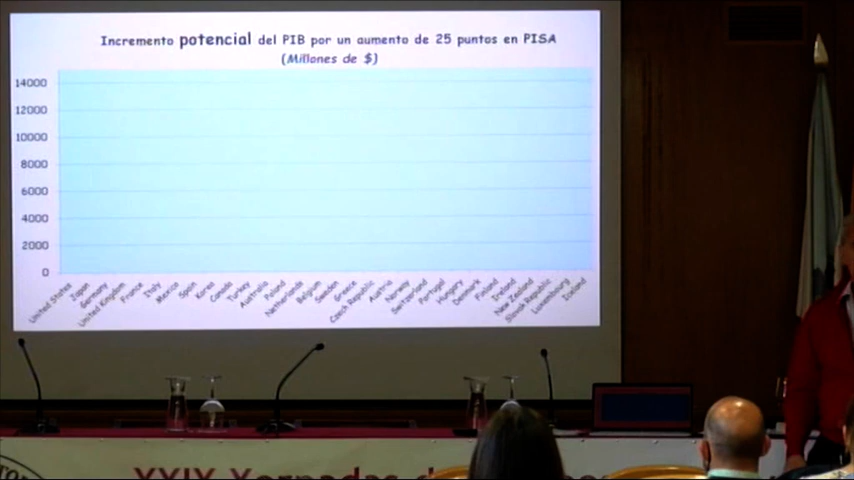 Incremento potencial del PIB por un aumento de 25 puntos en PISA
(Millones de $)
14000
12000
10000
8000
6000
4000
2000
0
United States
Japan
Germany
United Kingdom
France
Italy
Mexico
Spain
Korea
Canada
Turkey
Australia
Poland
Netherlands
Belgium
Sweden
Greece
Czech Republic
Austria
Norway
Switzerland
Portugal
Hungary
Denmark
Finland
Ireland
New Zealand
Slovak Republic
Luxembourg
Iceland
XXIX Xornadas d